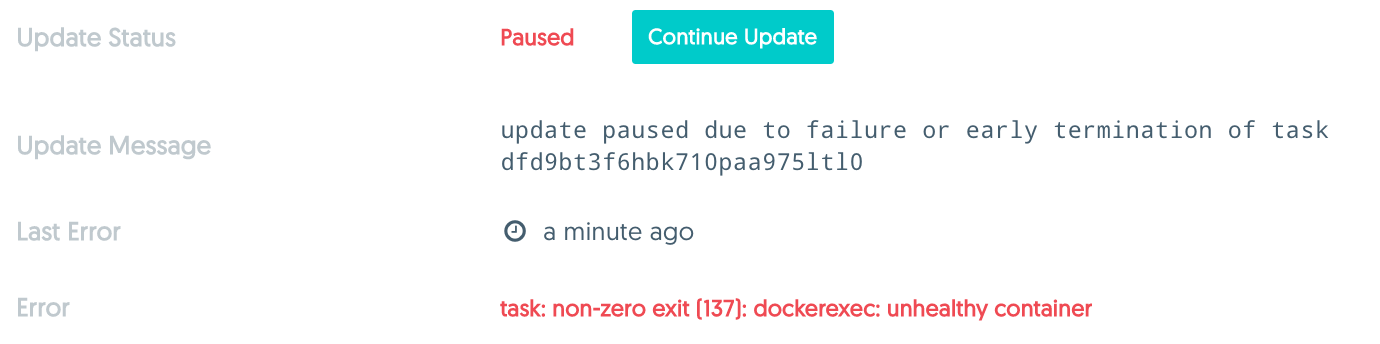 Update Status Paused Continue Update
Update Message update paused due to failure or early termination of task
dfd9bt3f6hbk710paa975ltl0
Last Error a minute ago
Error task: non-zero exit (137): dockerexec: unhealthy container